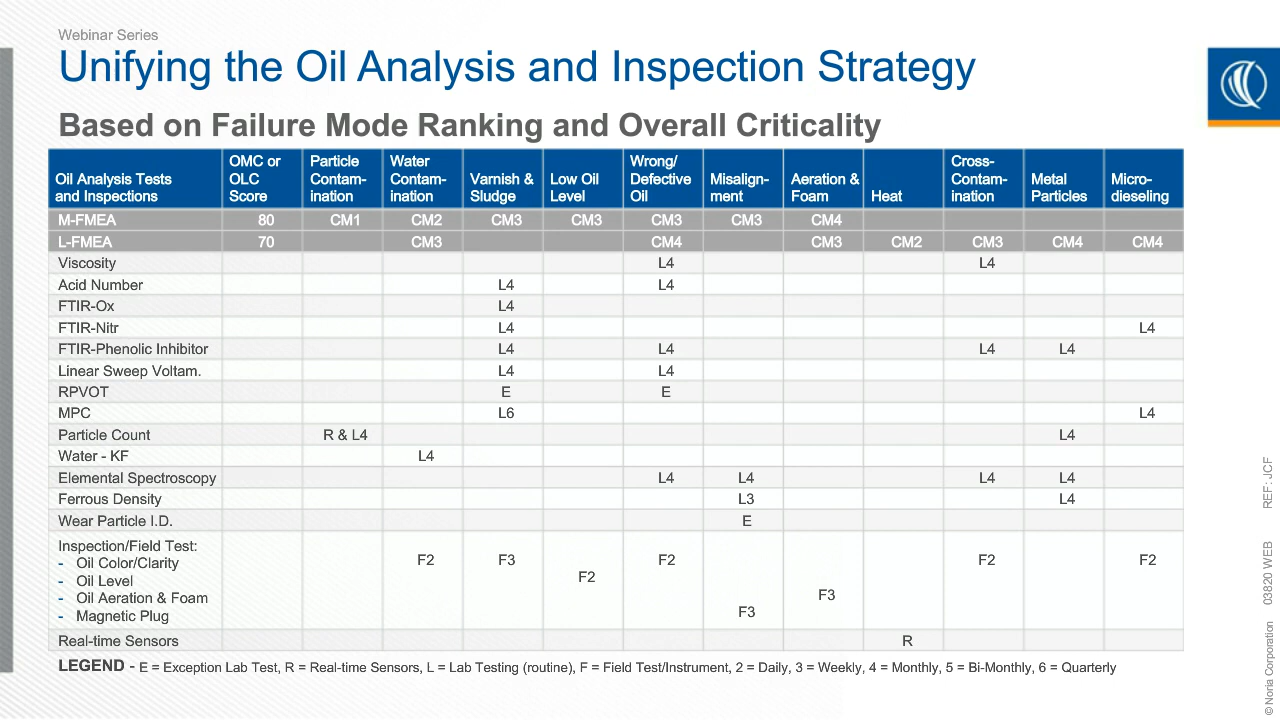 Webinar Series
Unifying the Oil Analysis and Inspection Strategy
Based on Failure Mode Ranking and Overall Criticality
Oil Analysis Tests and Inspections OMC or OLC Score Particle Contam-ination Water Contam-ination Varnish & Sludge Low Oil Level Wrong/ Defective Oil Misalign-ment Aeration & Foam Heat Cross-Contam-ination Metal Particles Micro-dieseling
M-FMEA 80 CM1 CM2 CM3 CM3 CM3 CM3 CM4
L-FMEA 70 CM3 CM4 CM3 CM2 CM3 CM4 CM4
Viscosity L4 L4
Acid Number L4 L4
FTIR-Ox L4
FTIR-Nitr L4 L4
FTIR-Phenolic Inhibitor L4 L4 L4 L4
Linear Sweep Voltam. L4 L4
RPVOT E E
MPC L6 L4
Particle Count R & L4 L4
Water - KF L4
Elemental Spectroscopy L4 L4 L4 L4
Ferrous Density L3 L4
Wear Particle I.D. E
Inspection/Field Test:
- Oil Color/Clarity F2 F3 F2 F2 F2
- Oil Level F2
- Oil Aeration & Foam F3
- Magnetic Plug F3
Real-time Sensors R
LEGEND - E = Exception Lab Test, R = Real-time Sensors, L = Lab Testing (routine), F = Field Test/Instrument, 2 = Daily, 3 = Weekly, 4 = Monthly, 5 = Bi-Monthly, 6 = Quarterly
© Noria Corporation 03820 WEB REF: JCF